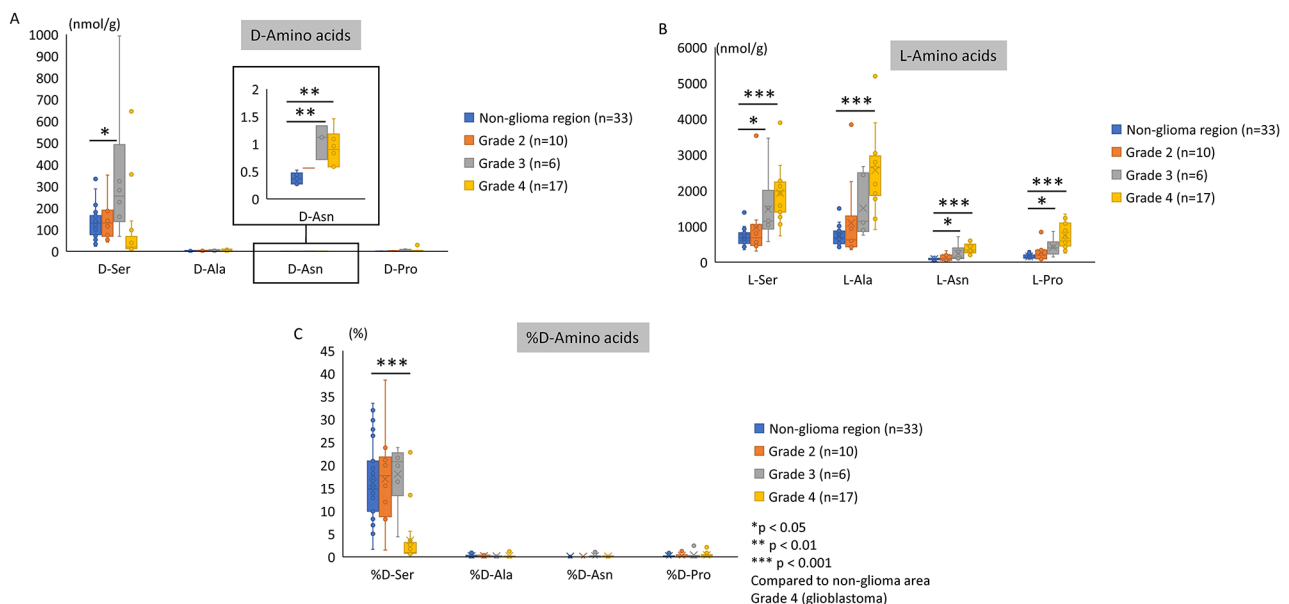 A
(nmol/g)
D-Amino acids
1000
900
800
700
600
500
400
300
200
100
0
*
2
1.5
1
0.5
0
**
**
D-Asn
D-Ser
D-Ala
D-Asn
D-Pro
Non-glioma region (n=33)
Grade 2 (n=10)
Grade 3 (n=6)
Grade 4 (n=17)
B
(nmol/g)
L-Amino acids
6000
5000
4000
3000
2000
1000
0
***
*
***
***
*
***
*
L-Ser
L-Ala
L-Asn
L-Pro
Non-glioma region (n=33)
Grade 2 (n=10)
Grade 3 (n=6)
Grade 4 (n=17)
C
(%)
%D-Amino acids
45
40
35
30
25
20
15
10
5
0
***
%D-Ser
%D-Ala
%D-Asn
%D-Pro
Non-glioma region (n=33)
Grade 2 (n=10)
Grade 3 (n=6)
Grade 4 (n=17)
*p < 0.05
** p < 0.01
*** p < 0.001
Compared to non-glioma area
Grade 4 (glioblastoma)